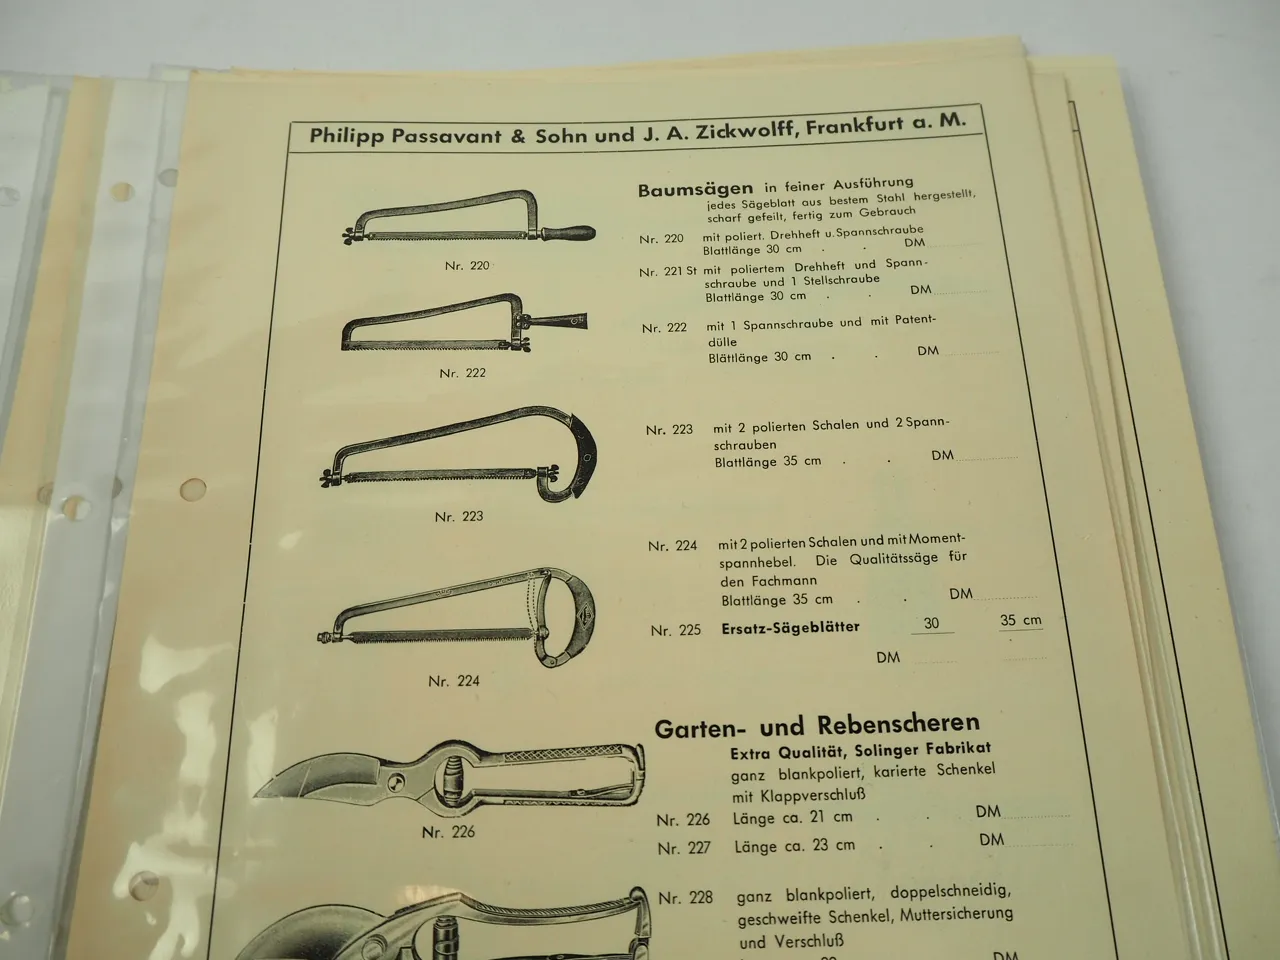 Philipp Passavant & Sohn und J. A. Zickwolff, Frankfurt a. M.
Nr. 220
Nr. 222
Nr. 223
Nr. 224
Nr. 226
Baumsägen in feiner Ausführung
jedes Sägeblatt aus bestem Stahl hergestellt,
scharf gefeilt, fertig zum Gebrauch
Nr. 220 mit poliert. Drehheft u. Spannschraube
Blattlänge 30 cm . . DM
Nr. 221 St mit poliertem Drehheft und Spann-
schraube und 1 Stellschraube
Blattlänge 30 cm . . DM
Nr. 222 mit 1 Spannschraube und mit Patent-
dülle
Blättlänge 30 cm . . DM
Nr. 223 mit 2 polierten Schalen und 2 Spann-
schrauben
Blattlänge 35 cm . . DM
Nr. 224 mit 2 polierten Schalen und mit Moment-
spannhebel. Die Qualitätssäge für
den Fachmann
Blattlänge 35 cm . . DM
Nr. 225 Ersatz-Sägeblätter 30 35 cm
DM
Garten- und Rebenscheren
Extra Qualität, Solinger Fabrikat
ganz blankpoliert, karierte Schenkel
mit Klappverschluß
Nr. 226 Länge ca. 21 cm . . DM
Nr. 227 Länge ca. 23 cm . . DM
Nr. 228 ganz blankpoliert, doppelschneidig,
geschweifte Schenkel, Muttersicherung
und Verschluß
DM